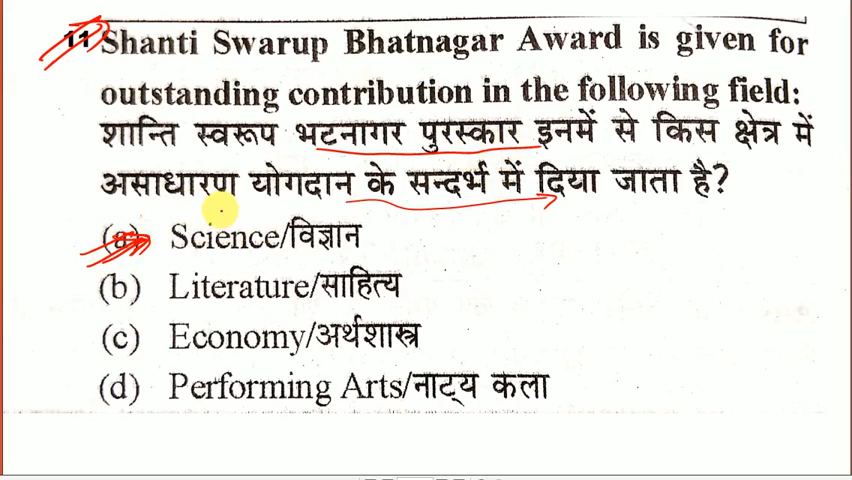 11 Shanti Swarup Bhatnagar Award is given for
outstanding contribution in the following field:
शान्ति स्वरूप भटनागर पुरस्कार इनमें से किस क्षेत्र में
असाधारण योगदान के सन्दर्भ में दिया जाता है?
(a) Science/विज्ञान
(b) Literature/साहित्य
(c) Economy/अर्थशास्त्र
(d) Performing Arts/नाट्य कला